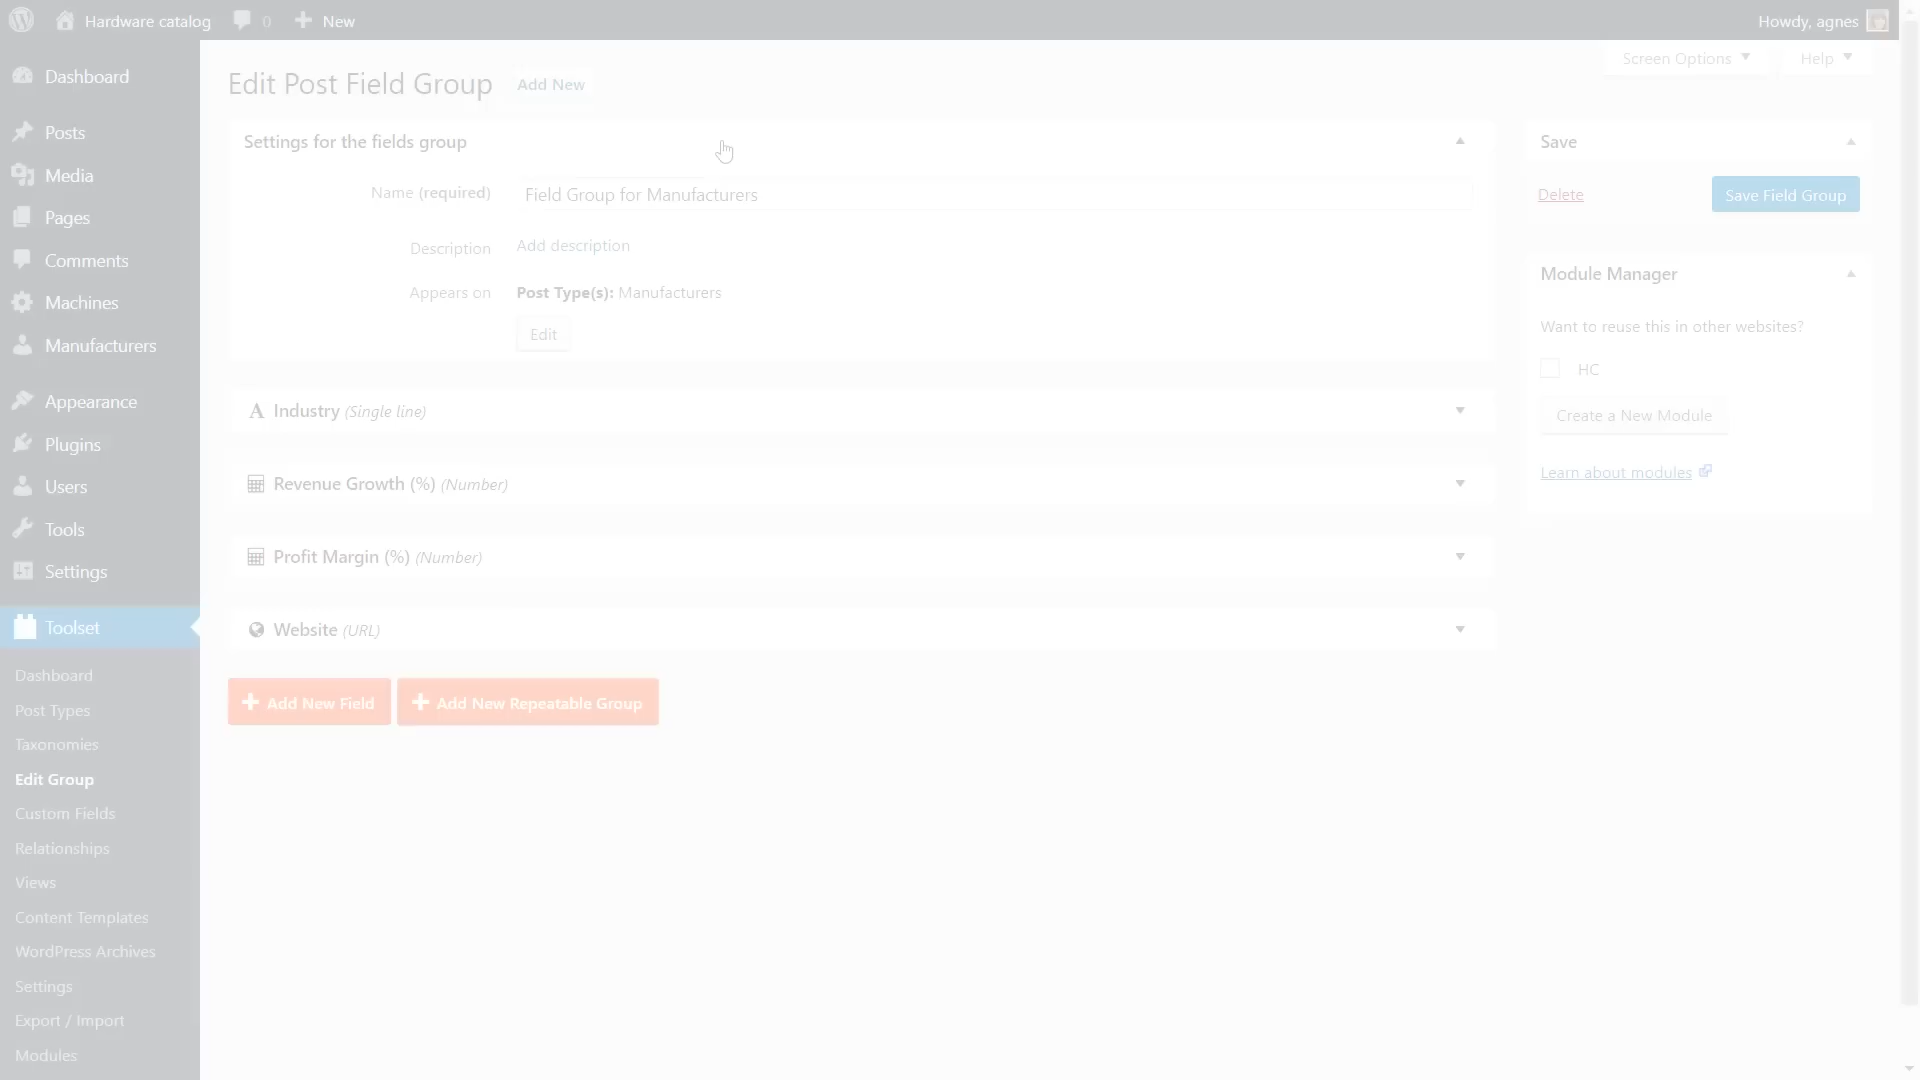 Hardware catalog 0 New Howdy, agnes
Dashboard
Posts
Media
Pages
Comments
Machines
Manufacturers
Appearance
Plugins
Users
Tools
Settings
Toolset
Dashboard
Post Types
Taxonomies
Edit Group
Custom Fields
Relationships
Views
Content Templates
WordPress Archives
Settings
Export / Import
Modules
Screen Options Help
Edit Post Field Group Add New
Settings for the fields group
Name (required) Field Group for Manufacturers
Description Add description
Appears on Post Type(s): Manufacturers
Edit
Industry (Single line)
Revenue Growth (%) (Number)
Profit Margin (%) (Number)
Website (URL)
Add New Field Add New Repeatable Group
Save
Delete Save Field Group
Module Manager
Want to reuse this in other websites?
HC
Create a New Module
Learn about modules